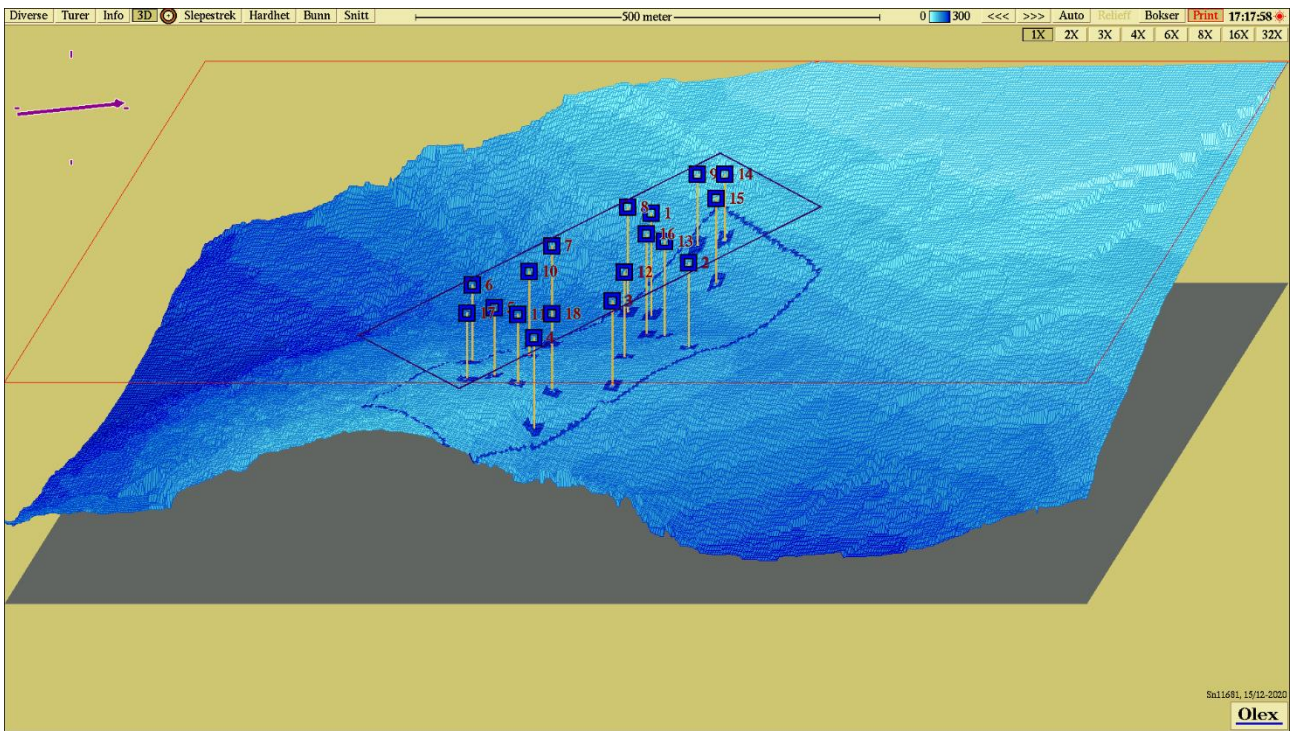 Diverse Turer Info 3D Slepestrek Hardhet Bunn Snitt 500 meter 0 300 <<< >>> Auto Relieff Bokser Print 17:17:58
1X 2X 3X 4X 6X 8X 16X 32X
9 14
15
8 1
16
13
7
2
10 12
6
3
17 5 11 18
4
Sn11681, 15/12-2020
Olex